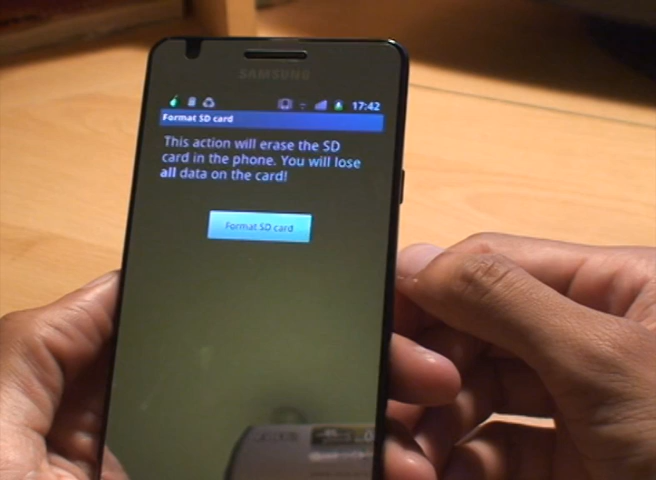 SAMSUNG
17:42
Format SD card
This action will erase the SD
card in the phone. You will lose
all data on the card!
Format SD card